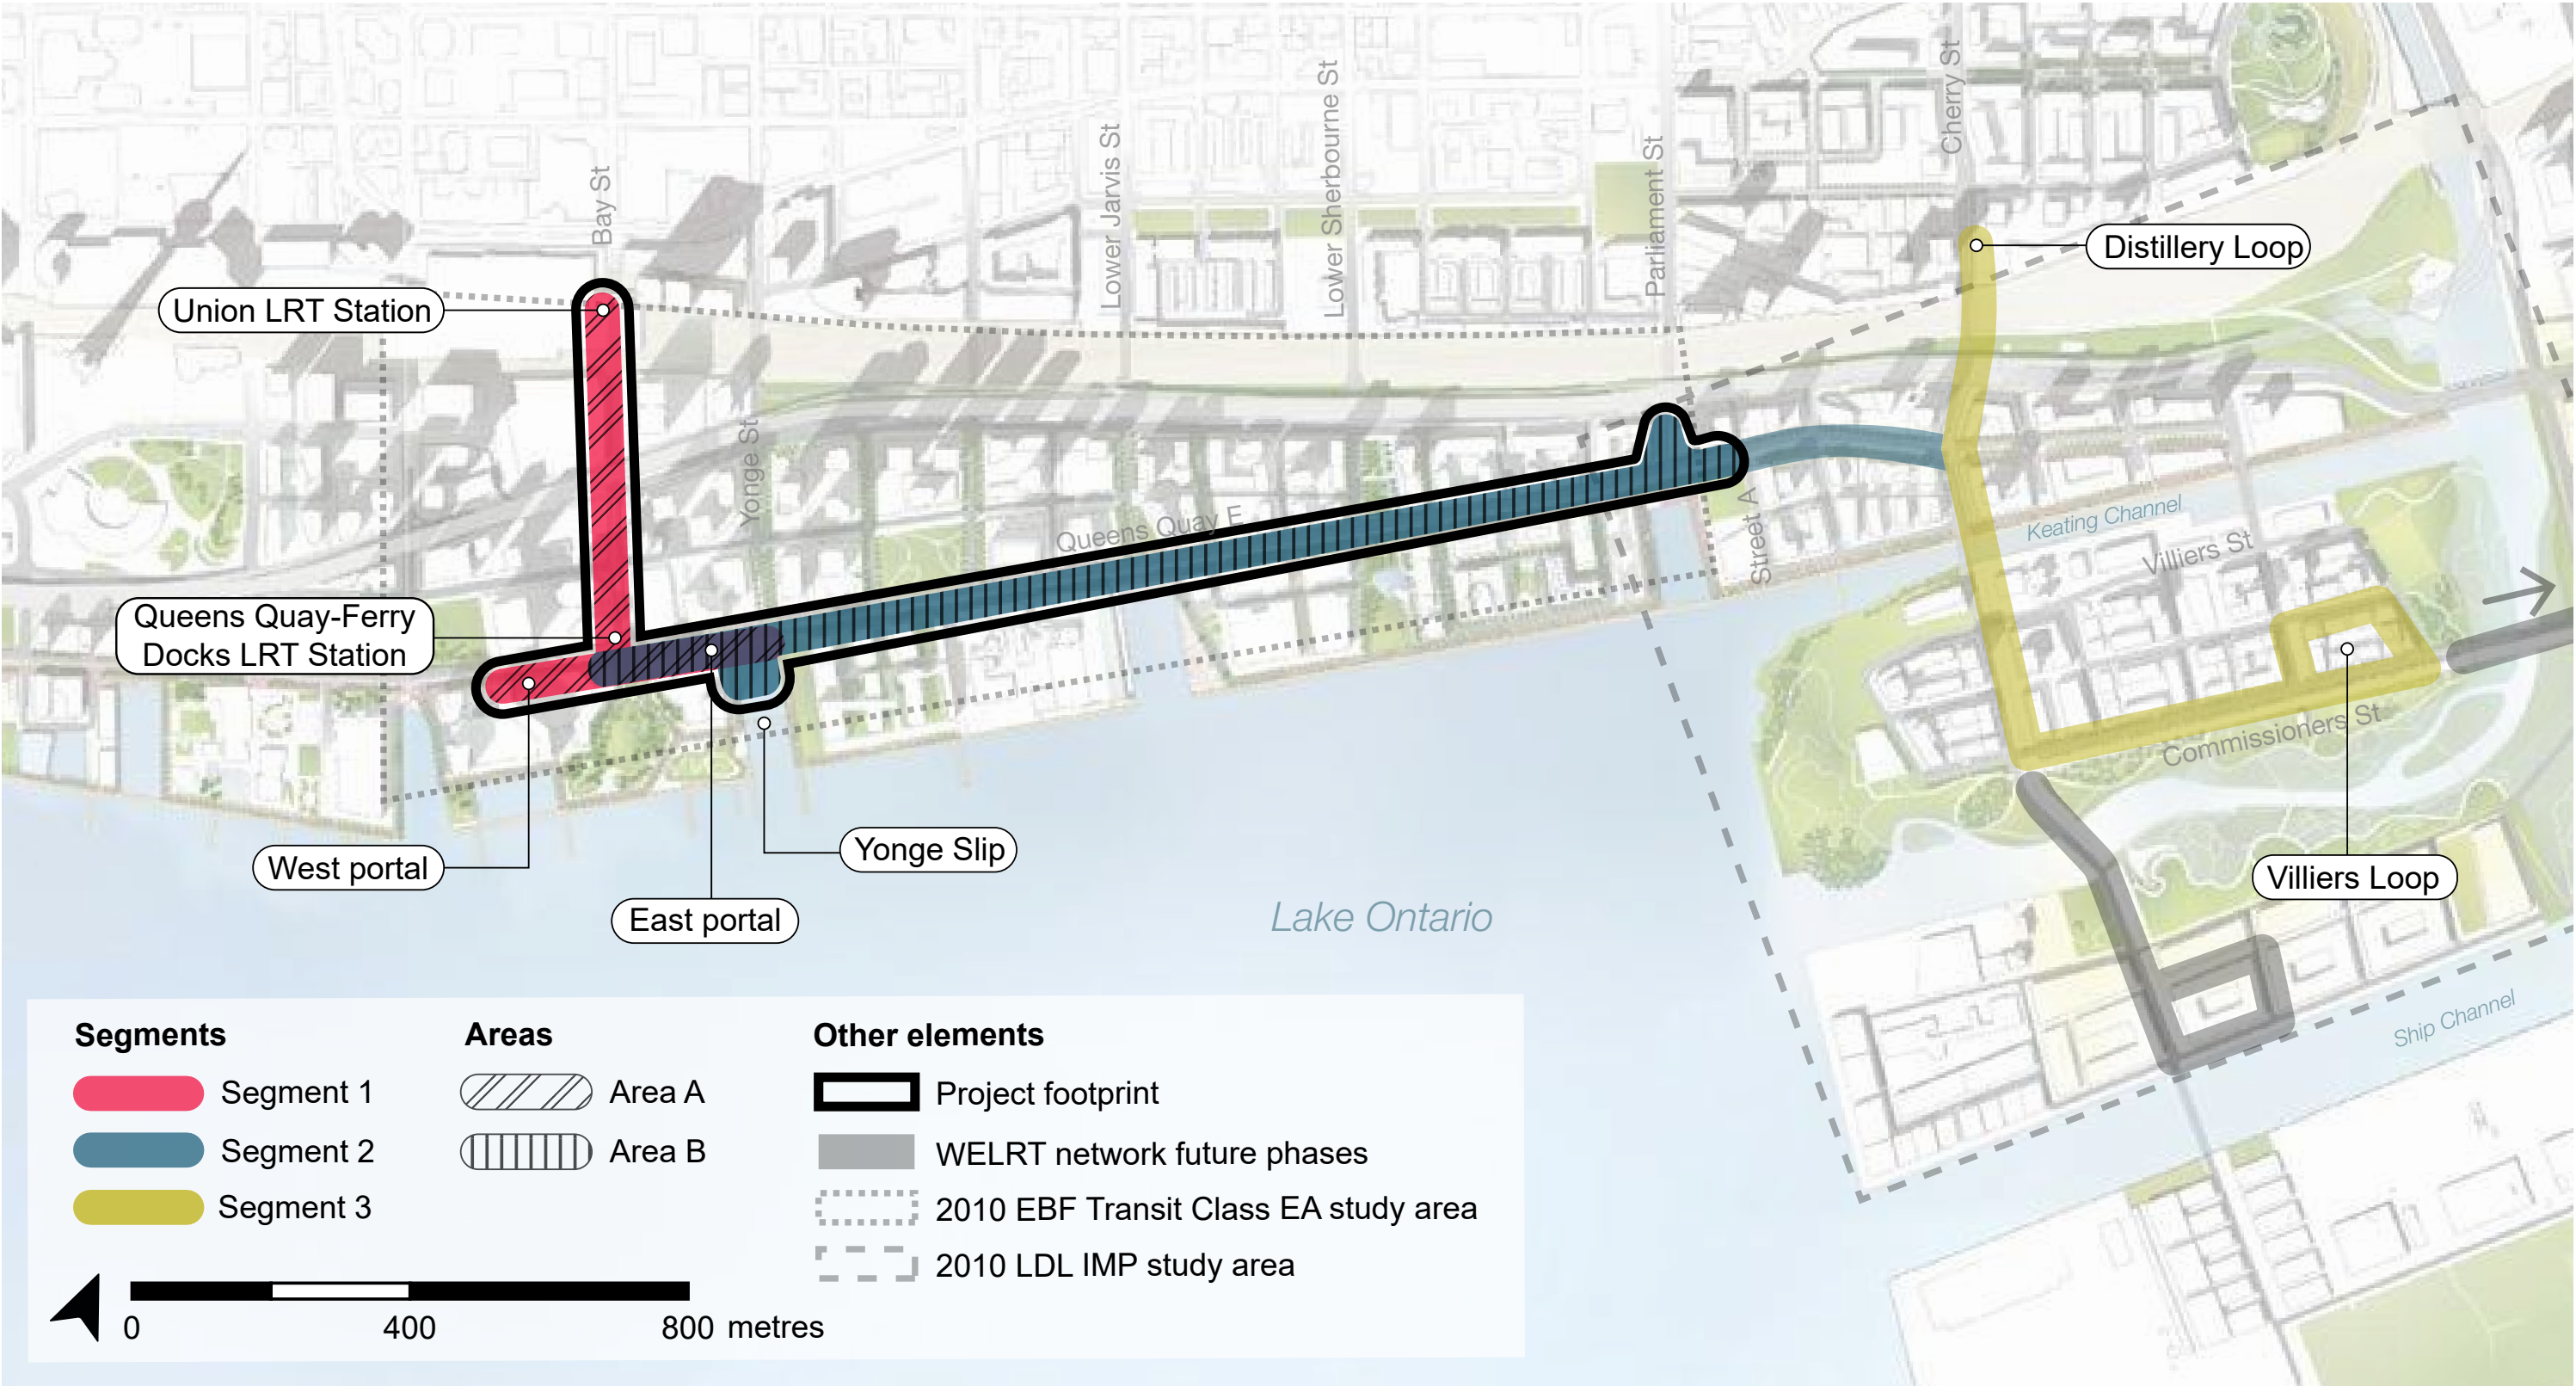 Cherry St
Lower Sherbourne St
Lower Jarvis St
Parliament St
Bay St
Distillery Loop
Union LRT Station
Yonge St
Queens Quay E
Street A
Keating Channel
Villiers St
Queens Quay-Ferry
Docks LRT Station
Commissioners St
West portal
Yonge Slip
East portal
Villiers Loop
Lake Ontario
Ship Channel
Segments
Segment 1
Segment 2
Segment 3
Areas
Area A
Area B
Other elements
Project footprint
WELRT network future phases
2010 EBF Transit Class EA study area
2010 LDL IMP study area
0 400 800 metres